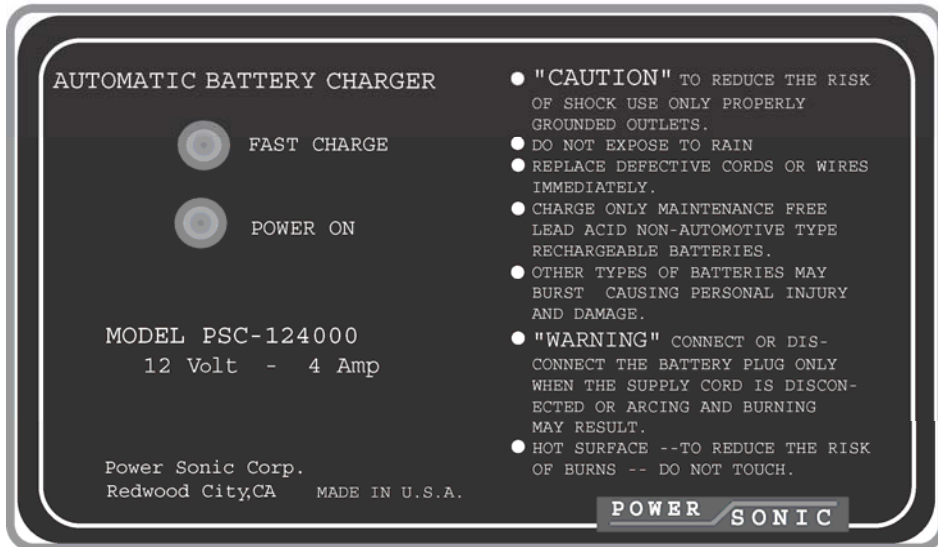 AUTOMATIC BATTERY CHARGER
FAST CHARGE
POWER ON
MODEL PSC-124000
12 Volt - 4 Amp
Power Sonic Corp.
Redwood City,CA MADE IN U.S.A.
"CAUTION" TO REDUCE THE RISK
OF SHOCK USE ONLY PROPERLY
GROUNDED OUTLETS.
DO NOT EXPOSE TO RAIN
REPLACE DEFECTIVE CORDS OR WIRES
IMMEDIATELY.
CHARGE ONLY MAINTENANCE FREE
LEAD ACID NON-AUTOMOTIVE TYPE
RECHARGEABLE BATTERIES.
OTHER TYPES OF BATTERIES MAY
BURST CAUSING PERSONAL INJURY
AND DAMAGE.
"WARNING" CONNECT OR DIS-
CONNECT THE BATTERY PLUG ONLY
WHEN THE SUPPLY CORD IS DISCON-
ECTED OR ARCING AND BURNING
MAY RESULT.
HOT SURFACE --TO REDUCE THE RISK
OF BURNS -- DO NOT TOUCH.
POWER SONIC